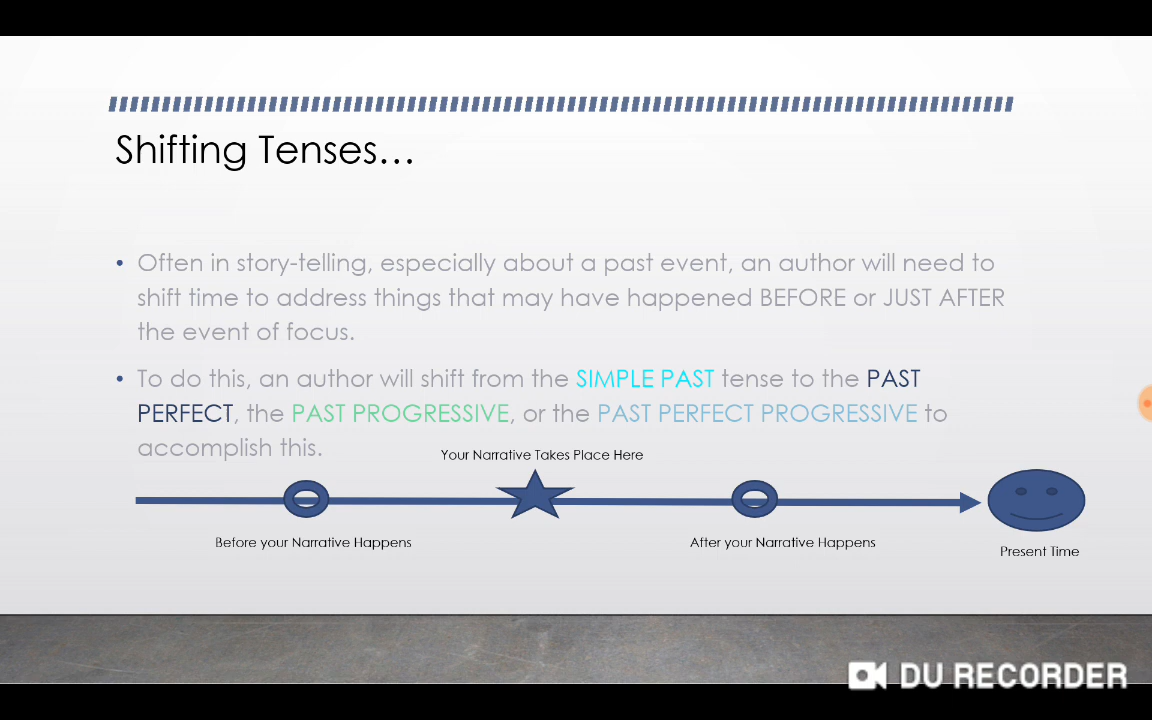 Shifting Tenses...
• Often in story-telling, especially about a past event, an author will need to
shift time to address things that may have happened BEFORE or JUST AFTER
the event of focus.
• To do this, an author will shift from the SIMPLE PAST tense to the PAST
PERFECT, the PAST PROGRESSIVE, or the PAST PERFECT PROGRESSIVE to
accomplish this.
Your Narrative Takes Place Here
Before your Narrative Happens
After your Narrative Happens
Present Time
DU RECORDER